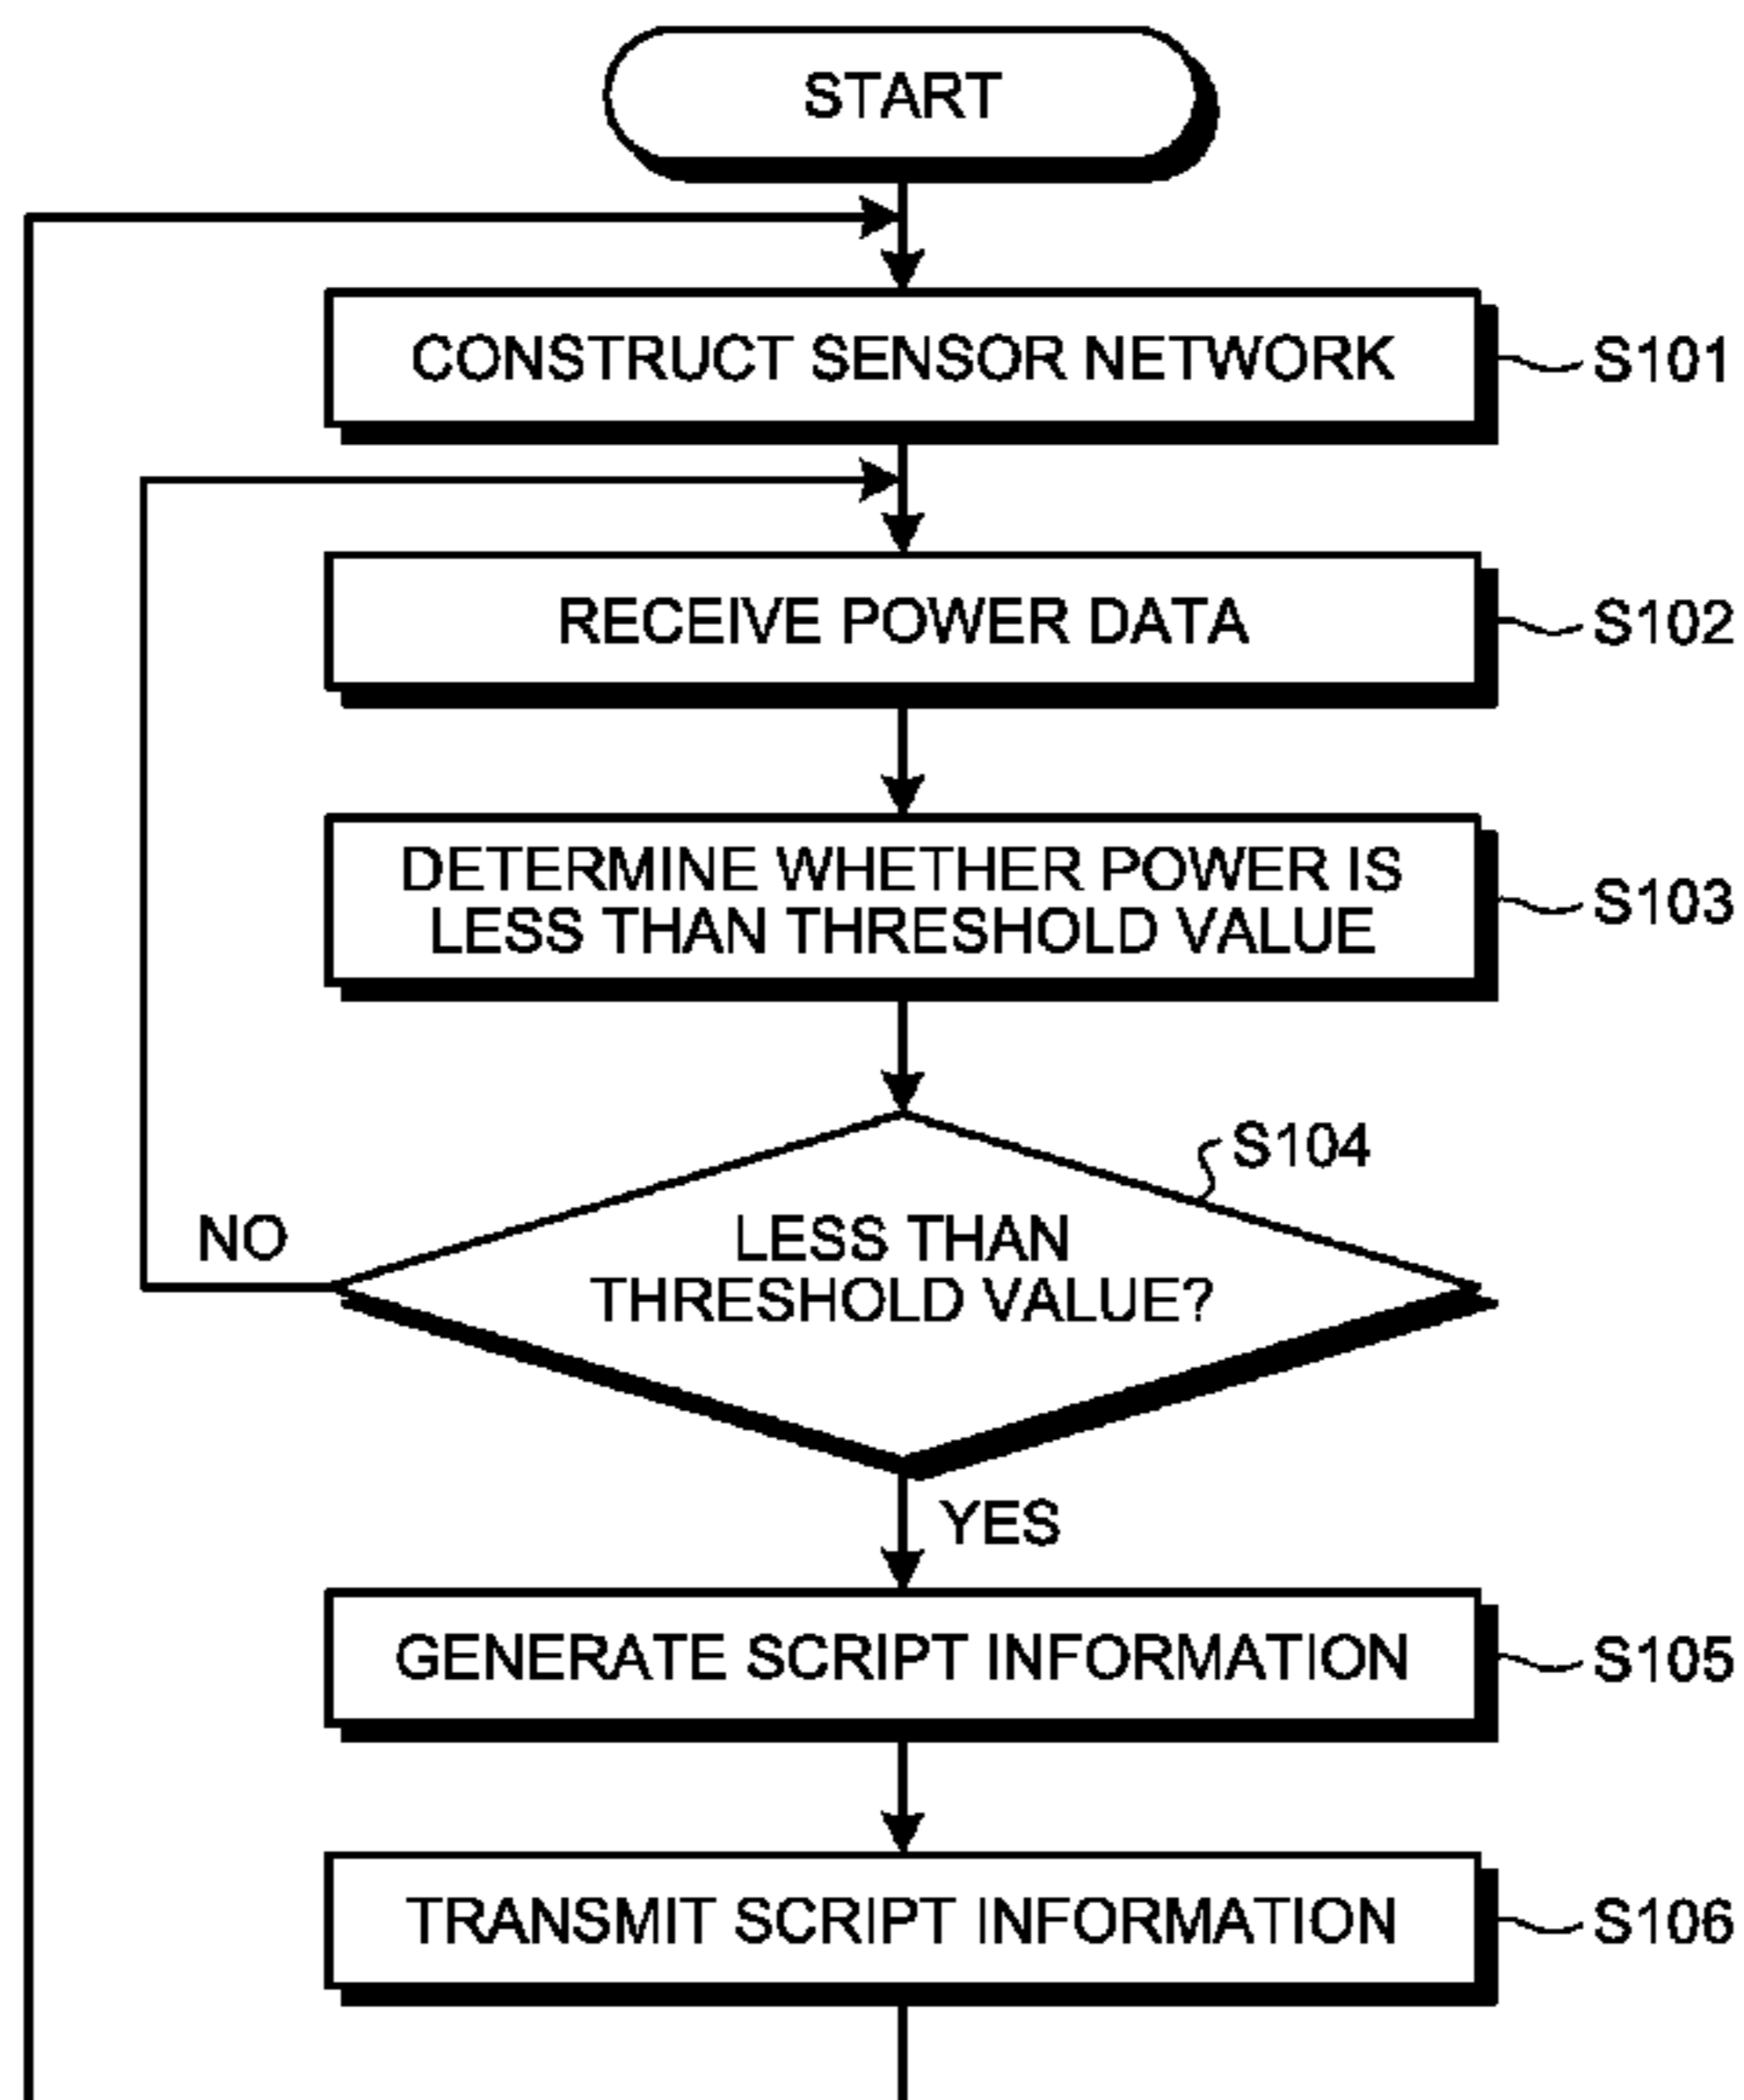 START
CONSTRUCT SENSOR NETWORK
S101
RECEIVE POWER DATA
S102
DETERMINE WHETHER POWER IS
LESS THAN THRESHOLD VALUE
S103
S104
NO
LESS THAN
THRESHOLD VALUE?
YES
GENERATE SCRIPT INFORMATION
S105
TRANSMIT SCRIPT INFORMATION
S106